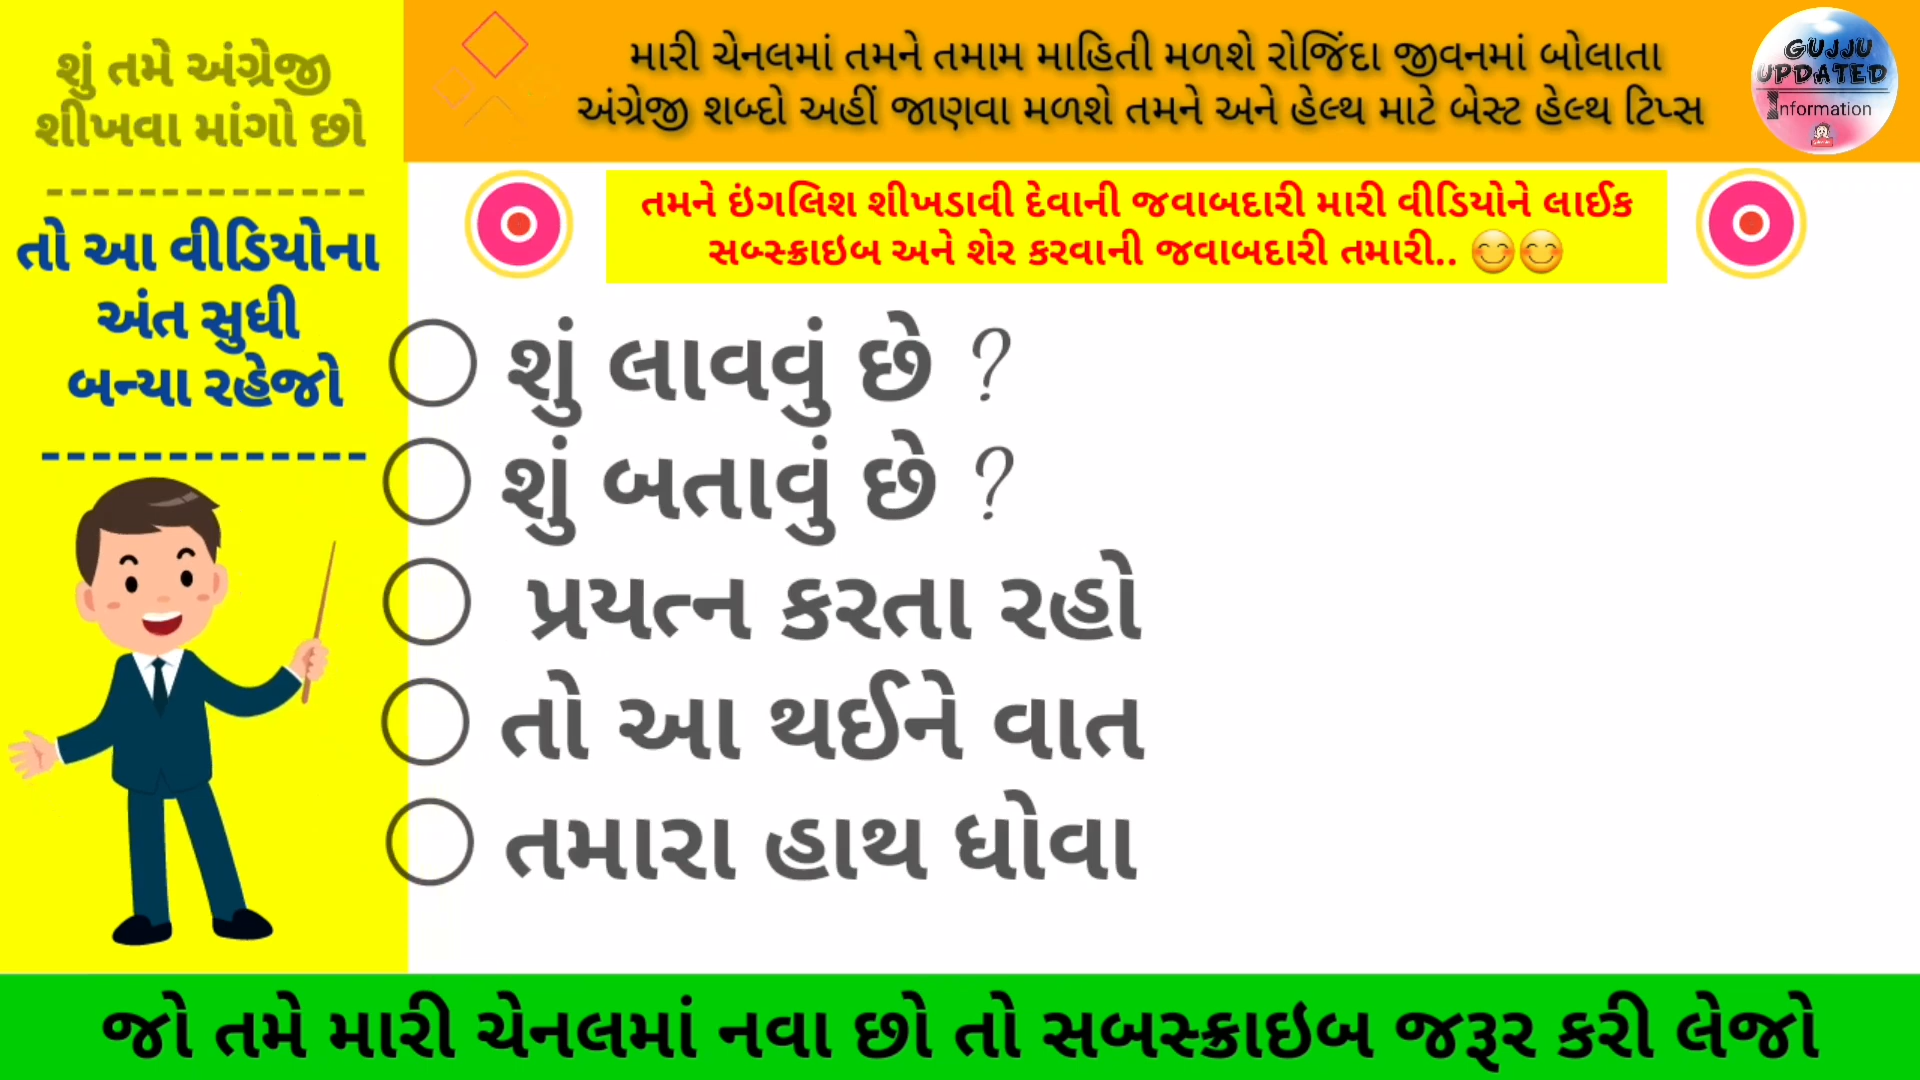 શું તમે અંગ્રેજી
શીખવા માંગો છો
તો આ વીડિયોના
અંત સુધી
બન્યા રહેજો
મારી ચેનલમાં તમને તમામ માહિતી મળશે રોજિંદા જીવનમાં બોલાતા
અંગ્રેજી શબ્દો અહીં જાણવા મળશે તમને અને હેલ્થ માટે બેસ્ટ હેલ્થ ટિપ્સ
GUJJU
UPDATED
Information
તમને ઇંગલિશ શીખડાવી દેવાની જવાબદારી મારી વીડિયોને લાઈક
સબ્સ્ક્રાઇબ અને શેર કરવાની જવાબદારી તમારી.. 😊😊
શું લાવવું છે ?
શું બતાવું છે ?
પ્રયત્ન કરતા રહો
તો આ થઈને વાત
તમારા હાથ ધોવા
જો તમે મારી ચેનલમાં નવા છો તો સબસ્ક્રાઇબ જરૂર કરી લેજો